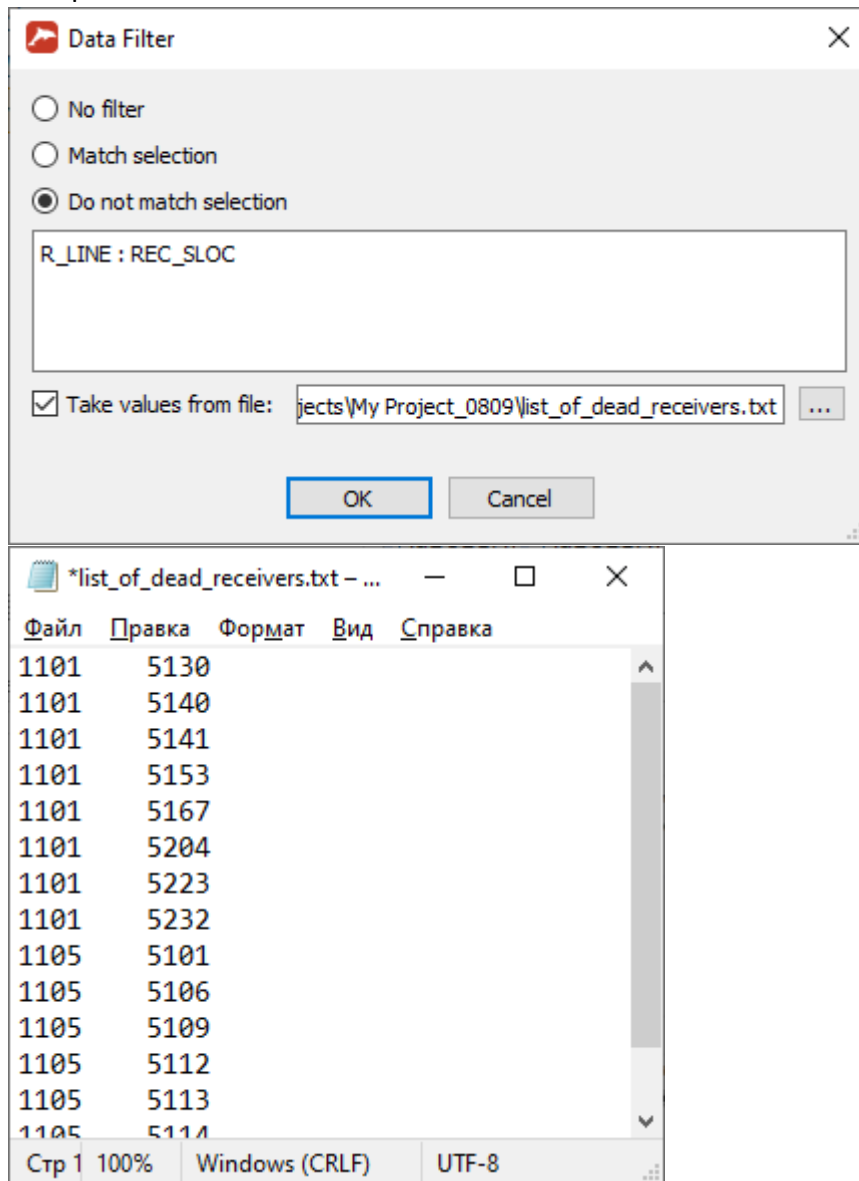 Data Filter
No filter
Match selection
Do not match selection
R_LINE : REC_SLOC
Take values from file: jects\My Project_0809\list_of_dead_receivers.txt ...
OK Cancel
*list_of_dead_receivers.txt – ...
Файл Правка Формат Вид Справка
1101 5130
1101 5140
1101 5141
1101 5153
1101 5167
1101 5204
1101 5223
1101 5232
1105 5101
1105 5106
1105 5109
1105 5112
1105 5113
1105 5114
Стр 1 100% Windows (CRLF) UTF-8